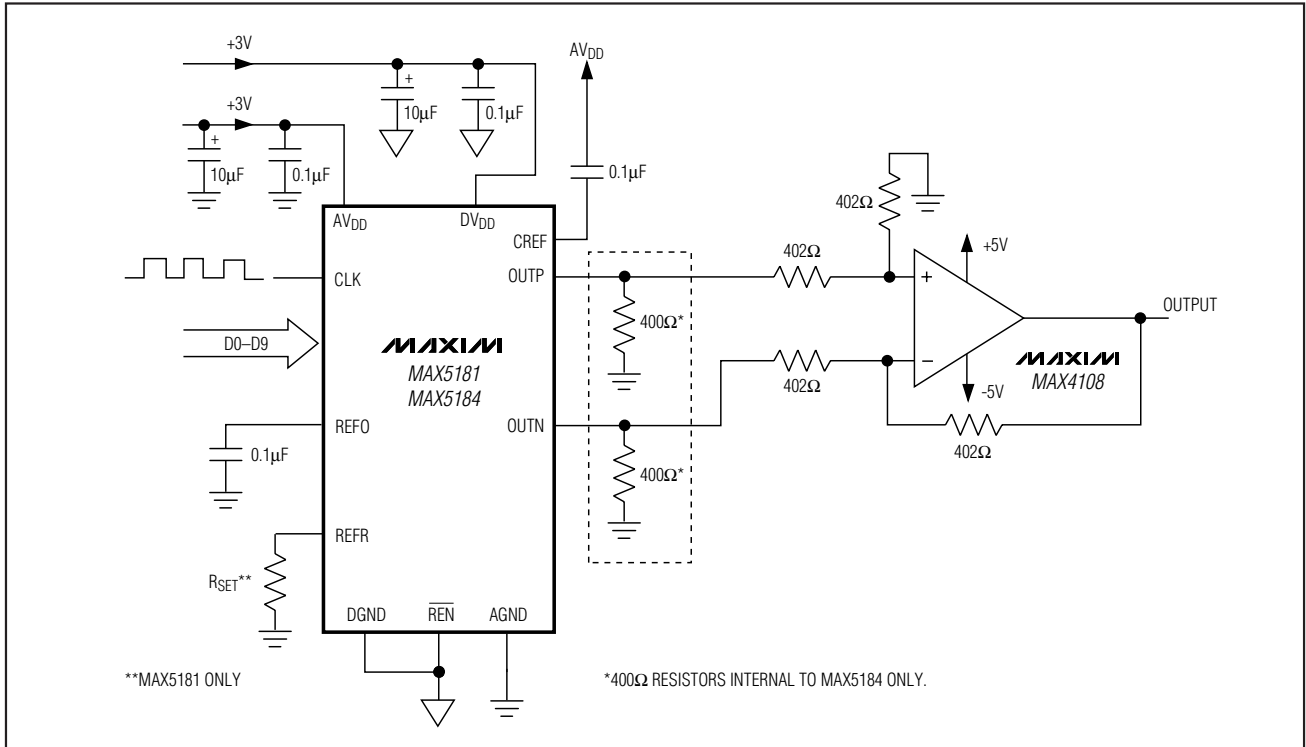 +3V
AVDD
+3V
+
10µF
0.1µF
+
10µF
0.1µF
0.1µF
402Ω
AVDD
DVDD
CREF
+5V
402Ω
CLK
OUTP
+
OUTPUT
400Ω*
D0–D9
MAXIM
MAX5181
MAX5184
402Ω
−
MAXIM
MAX4108
-5V
REFO
OUTN
402Ω
0.1µF
400Ω*
REFR
RSET**
DGND
REN
AGND
**MAX5181 ONLY
*400Ω RESISTORS INTERNAL TO MAX5184 ONLY.